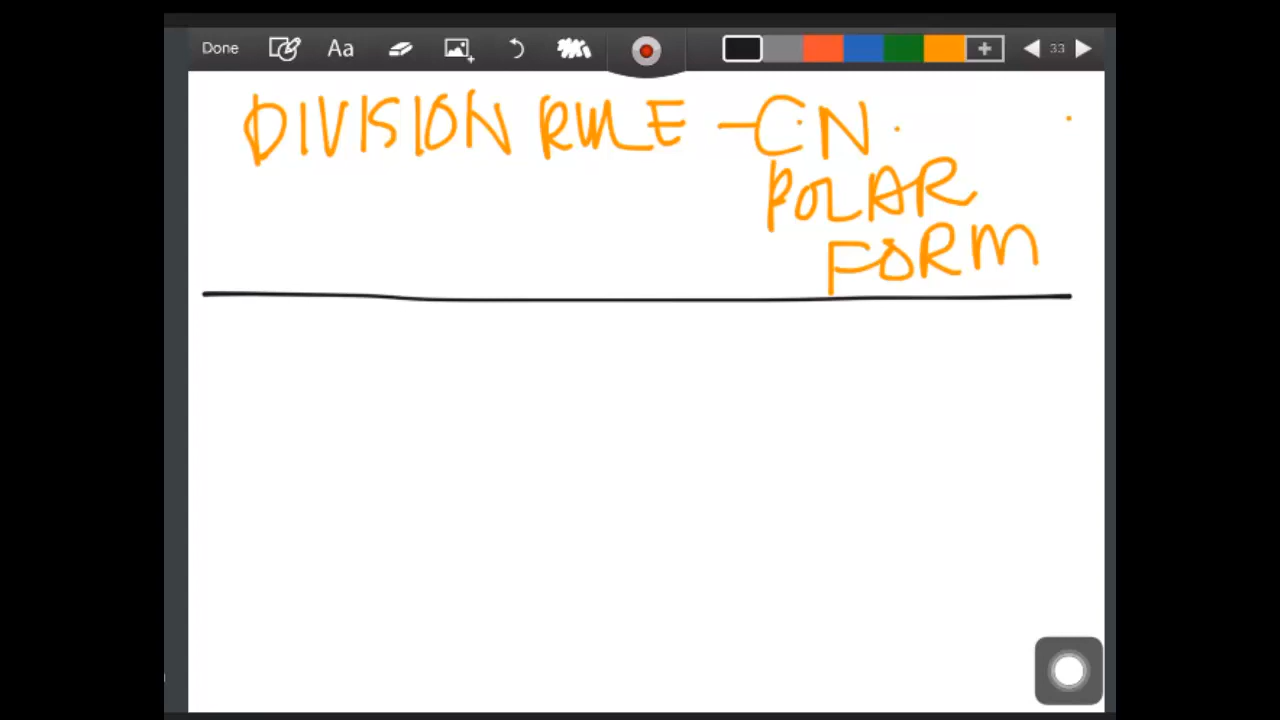 Done Aa 33
DIVISION RULE - C.N.
POLAR
FORM